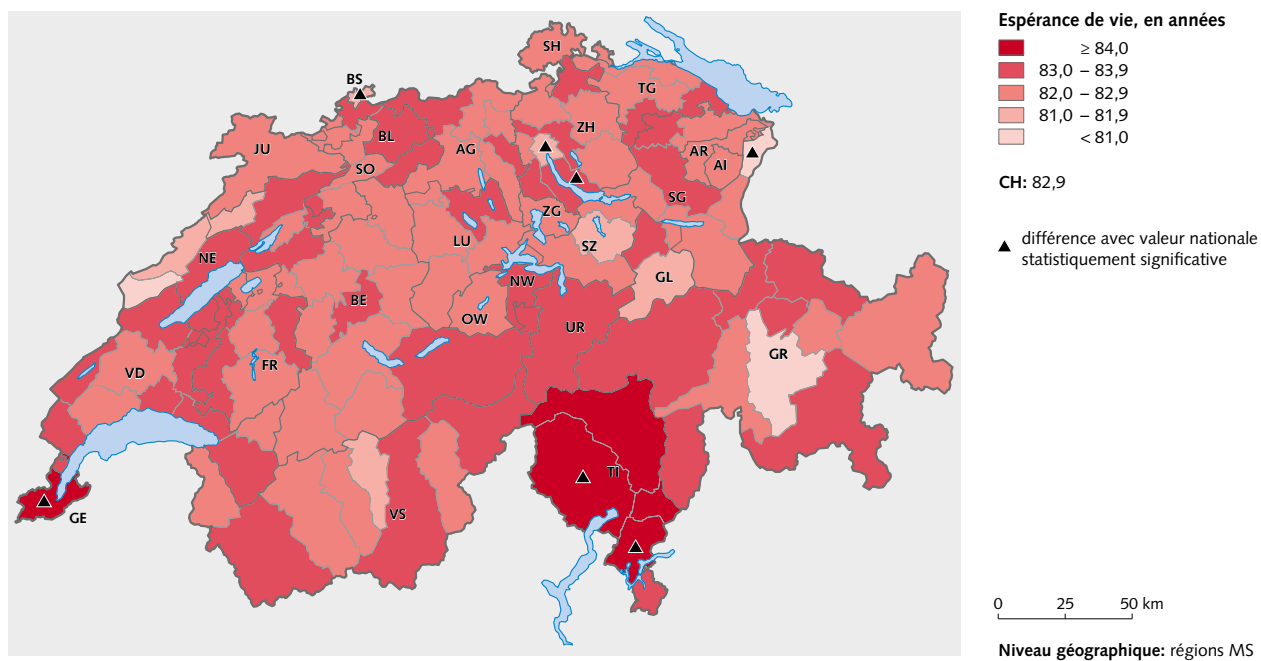 SH
BS
TG
ZH
BL
JU
AG
AR
AI
SO
SG
ZG
LU
SZ
NE
GL
NW
BE
OW
UR
GR
FR
VD
TI
VS
GE
Espérance de vie, en années
≥ 84,0
83,0 – 83,9
82,0 – 82,9
81,0 – 81,9
< 81,0
CH: 82,9
différence avec valeur nationale
statistiquement significative
0 25 50 km
Niveau géographique: régions MS